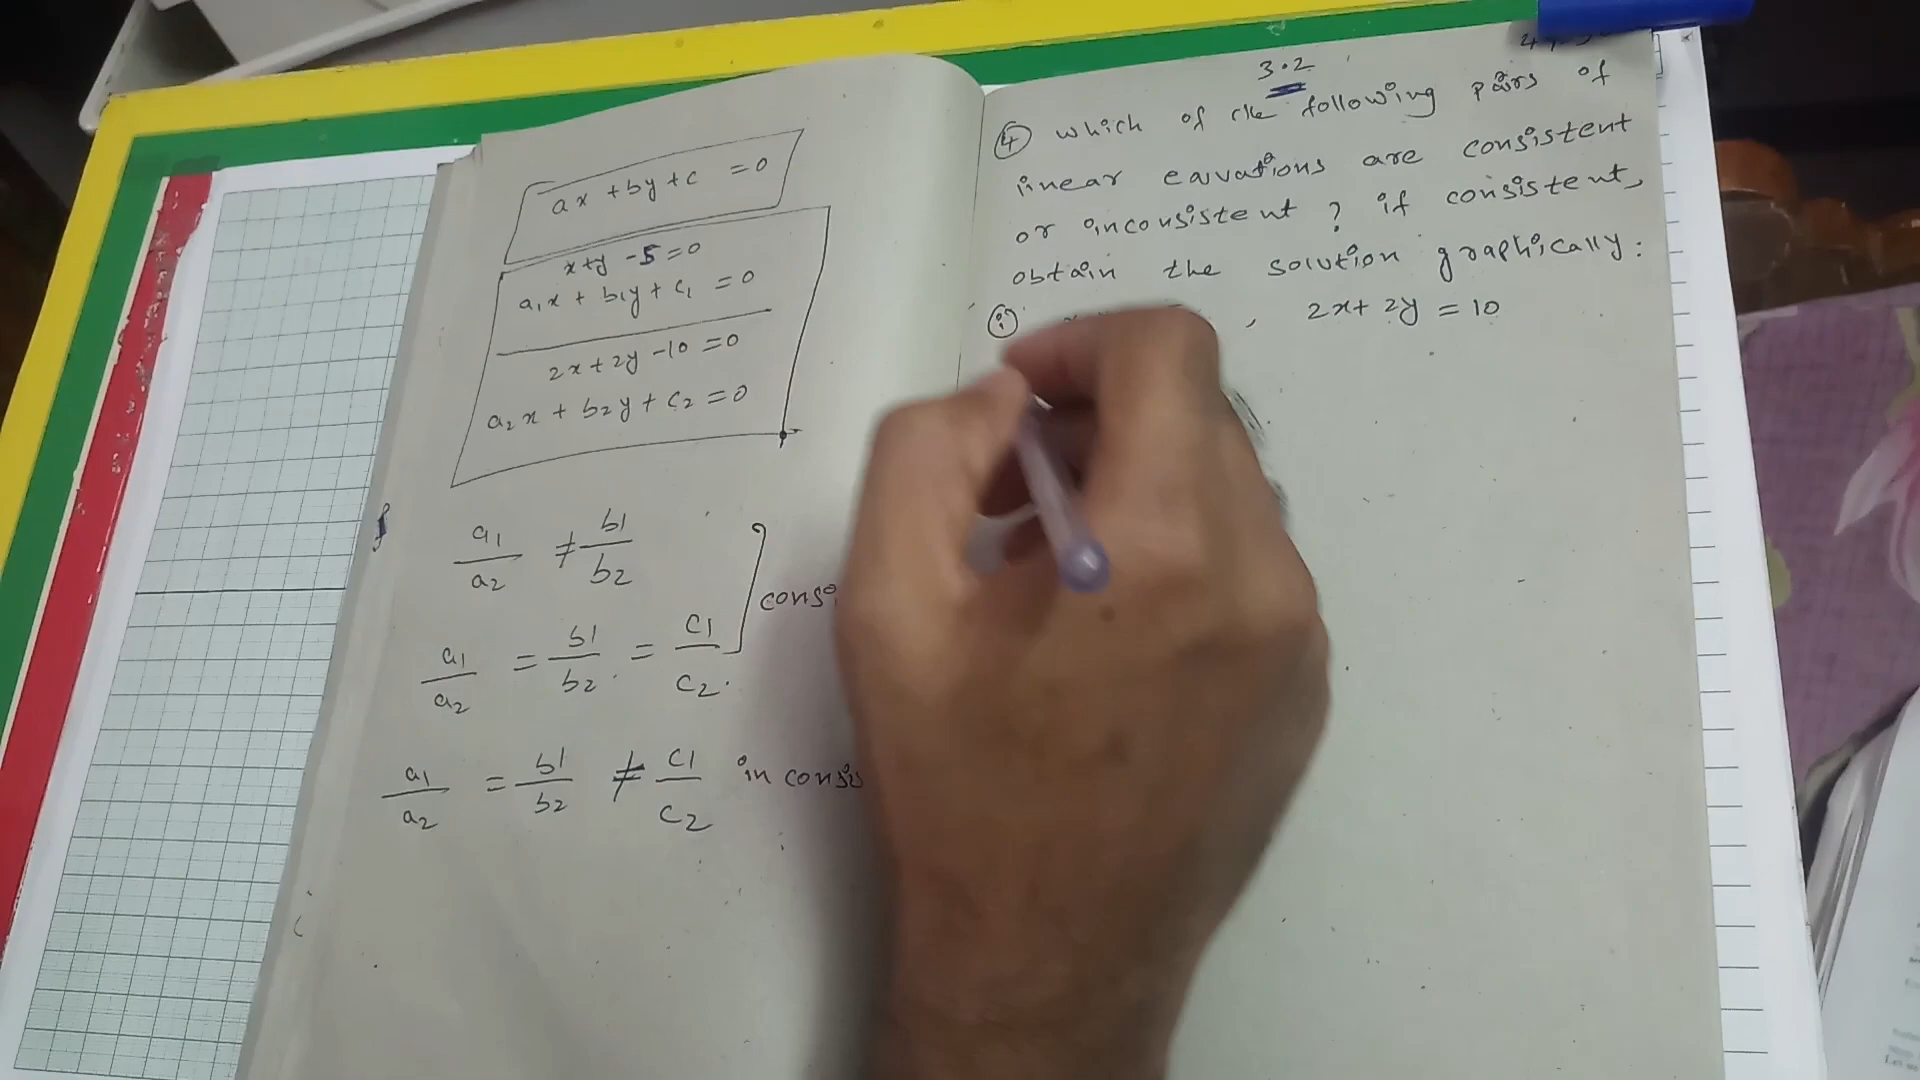 ax + by + c = 0
x+y - 5 = 0
a₁x + b₁y + c₁ = 0
2x + 2y - 10 = 0
a₂x + b₂y + c₂ = 0
a₁/a₂ ≠ b₁/b₂
a₁/a₂ = b₁/b₂ = c₁/c₂
a₁/a₂ = b₁/b₂ ≠ c₁/c₂ in consis
3.2
④ which of the following pairs of
linear equations are consistent
or inconsistent ? if consistent,
obtain the solution graphically:
ⓘ , 2x + 2y = 10